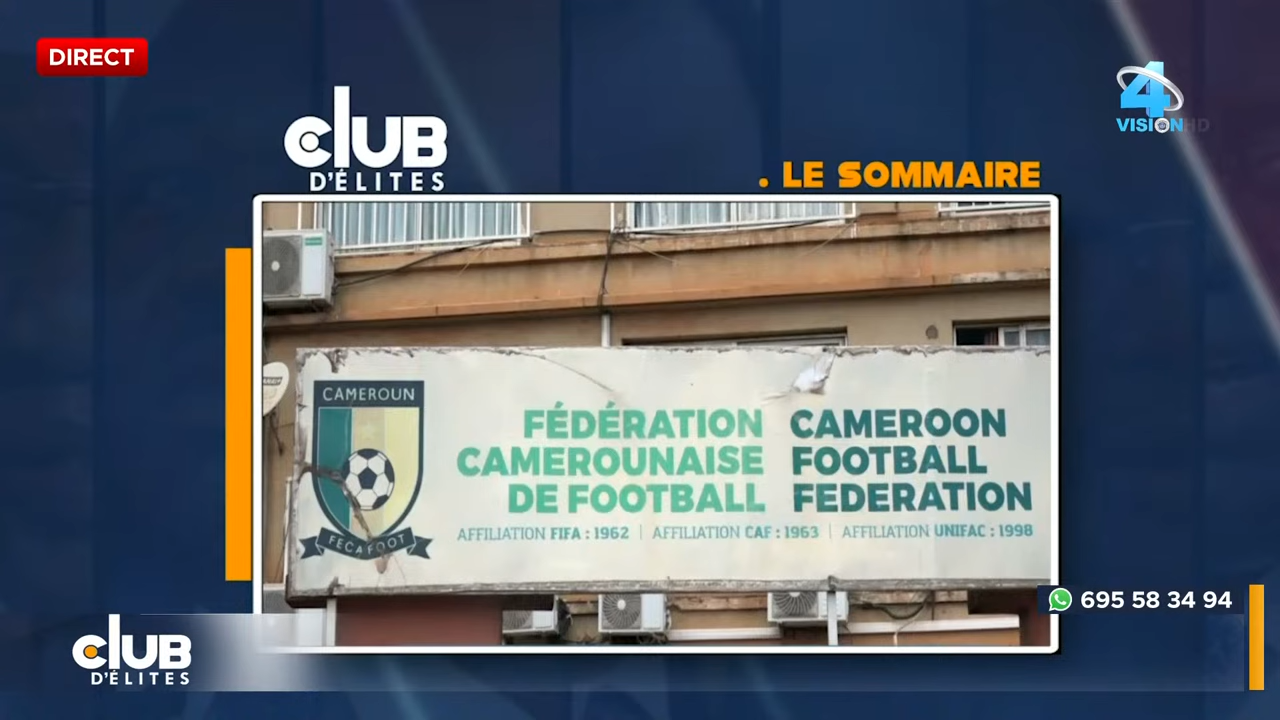 DIRECT
4
VISION HD
CLUB
D'ÉLITES
. LE SOMMAIRE
CAMEROUN
FECAFOOT
FÉDÉRATION
CAMEROUNAISE
DE FOOTBALL
CAMEROON
FOOTBALL
FEDERATION
AFFILIATION FIFA : 1962 | AFFILIATION CAF : 1963 | AFFILIATION UNIFAC : 1998
695 58 34 94
CLUB
D'ÉLITES